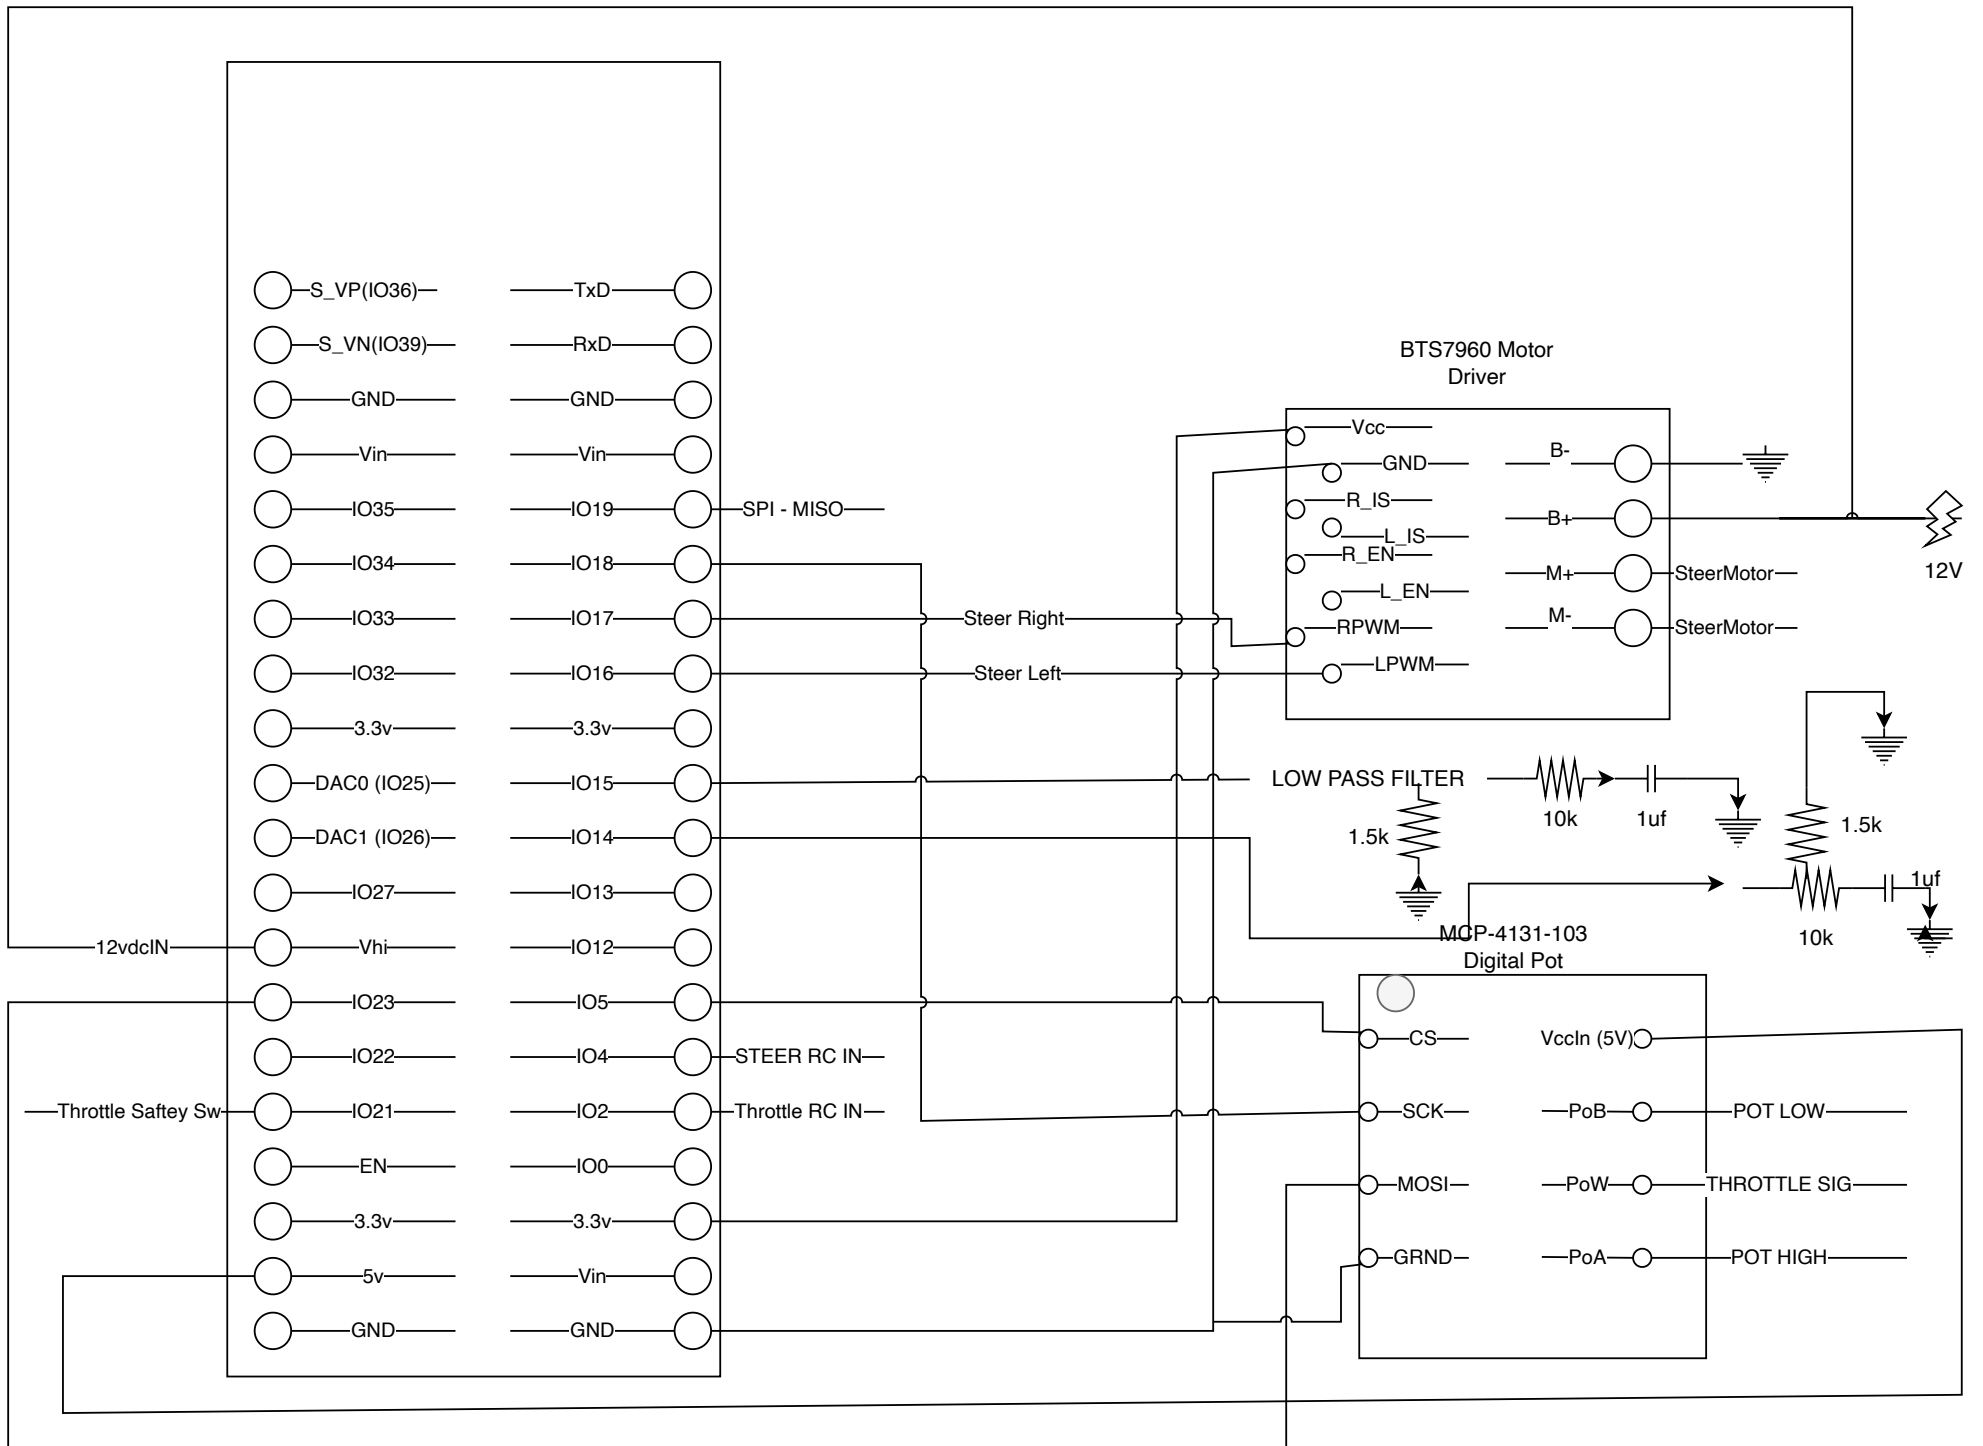 S_VP(IO36)
TxD
S_VN(IO39)
RxD
GND
GND
Vin
Vin
IO35
IO19
SPI - MISO
IO34
IO18
IO33
IO17
Steer Right
IO32
IO16
Steer Left
3.3v
3.3v
DAC0 (IO25)
IO15
DAC1 (IO26)
IO14
IO27
IO13
12vdcIN
Vhi
IO12
IO23
IO5
IO22
IO4
STEER RC IN
Throttle Saftey Sw
IO21
IO2
Throttle RC IN
EN
IO0
3.3v
3.3v
5v
Vin
GND
GND
BTS7960 Motor
Driver
Vcc
GND
R_IS
L_IS
R_EN
L_EN
RPWM
LPWM
B-
B+
M+
SteerMotor
M-
SteerMotor
12V
LOW PASS FILTER
10k
1uf
1.5k
1.5k
1uf
10k
MCP-4131-103
Digital Pot
CS
VccIn (5V)
SCK
PoB
POT LOW
MOSI
PoW
THROTTLE SIG
GRND
PoA
POT HIGH